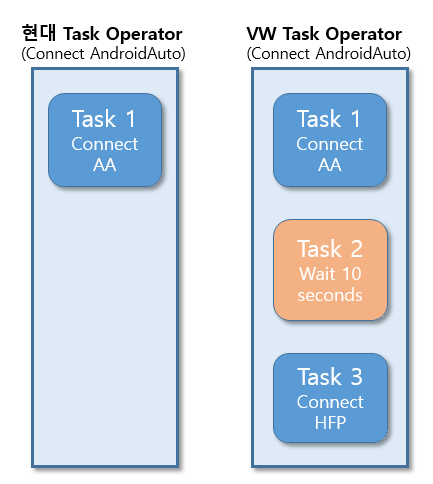 현대 Task Operator
(Connect AndroidAuto)
Task 1
Connect
AA
VW Task Operator
(Connect AndroidAuto)
Task 1
Connect
AA
Task 2
Wait 10
seconds
Task 3
Connect
HFP